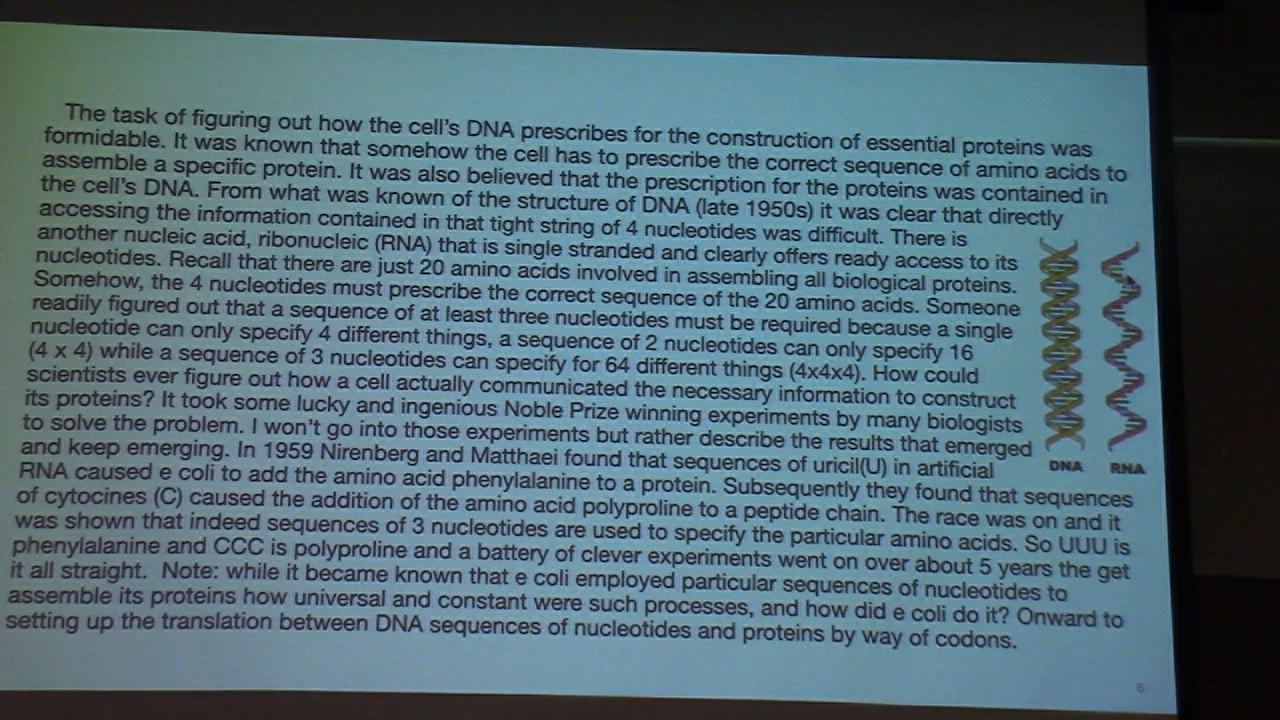 The task of figuring out how the cell's DNA prescribes for the construction of essential proteins was
formidable. It was known that somehow the cell has to prescribe the correct sequence of amino acids to
assemble a specific protein. It was also believed that the prescription for the proteins was contained in
the cell's DNA. From what was known of the structure of DNA (late 1950s) it was clear that directly
accessing the information contained in that tight string of 4 nucleotides was difficult. There is
another nucleic acid, ribonucleic (RNA) that is single stranded and clearly offers ready access to its
nucleotides. Recall that there are just 20 amino acids involved in assembling all biological proteins.
Somehow, the 4 nucleotides must prescribe the correct sequence of the 20 amino acids. Someone
readily figured out that a sequence of at least three nucleotides must be required because a single
nucleotide can only specify 4 different things, a sequence of 2 nucleotides can only specify 16
(4 x 4) while a sequence of 3 nucleotides can specify for 64 different things (4x4x4). How could
scientists ever figure out how a cell actually communicated the necessary information to construct
its proteins? It took some lucky and ingenious Noble Prize winning experiments by many biologists
to solve the problem. I won't go into those experiments but rather describe the results that emerged
and keep emerging. In 1959 Nirenberg and Matthaei found that sequences of uricil(U) in artificial
RNA caused e coli to add the amino acid phenylalanine to a protein. Subsequently they found that sequences
of cytocines (C) caused the addition of the amino acid polyproline to a peptide chain. The race was on and it
was shown that indeed sequences of 3 nucleotides are used to specify the particular amino acids. So UUU is
phenylalanine and CCC is polyproline and a battery of clever experiments went on over about 5 years the get
it all straight. Note: while it became known that e coli employed particular sequences of nucleotides to
assemble its proteins how universal and constant were such processes, and how did e coli do it? Onward to
setting up the translation between DNA sequences of nucleotides and proteins by way of codons.
DNA RNA
6